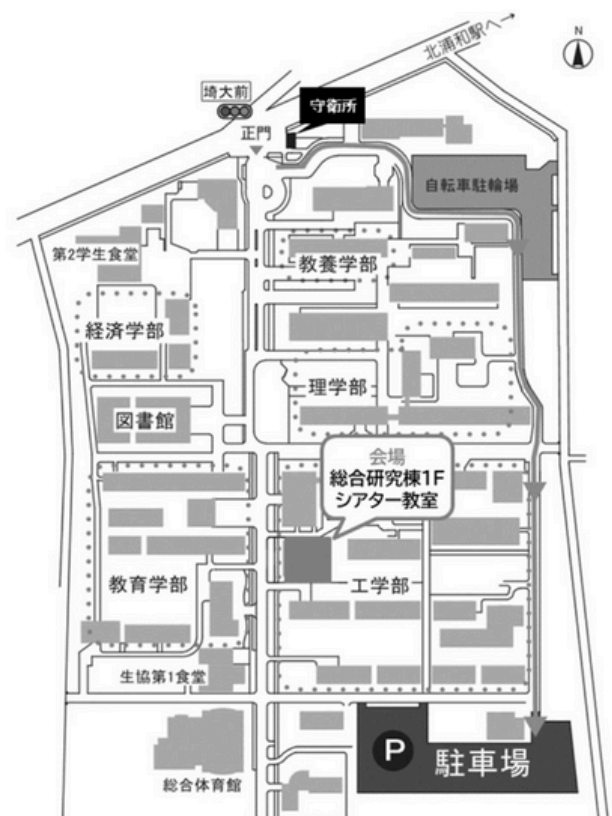 北浦和駅へ→
N
埼大前
守衛所
正門
自転車駐輪場
第2学生食堂
教養学部
経済学部
理学部
図書館
会場
総合研究棟1F
シアター教室
教育学部
工学部
生協第1食堂
P
駐車場
総合体育館